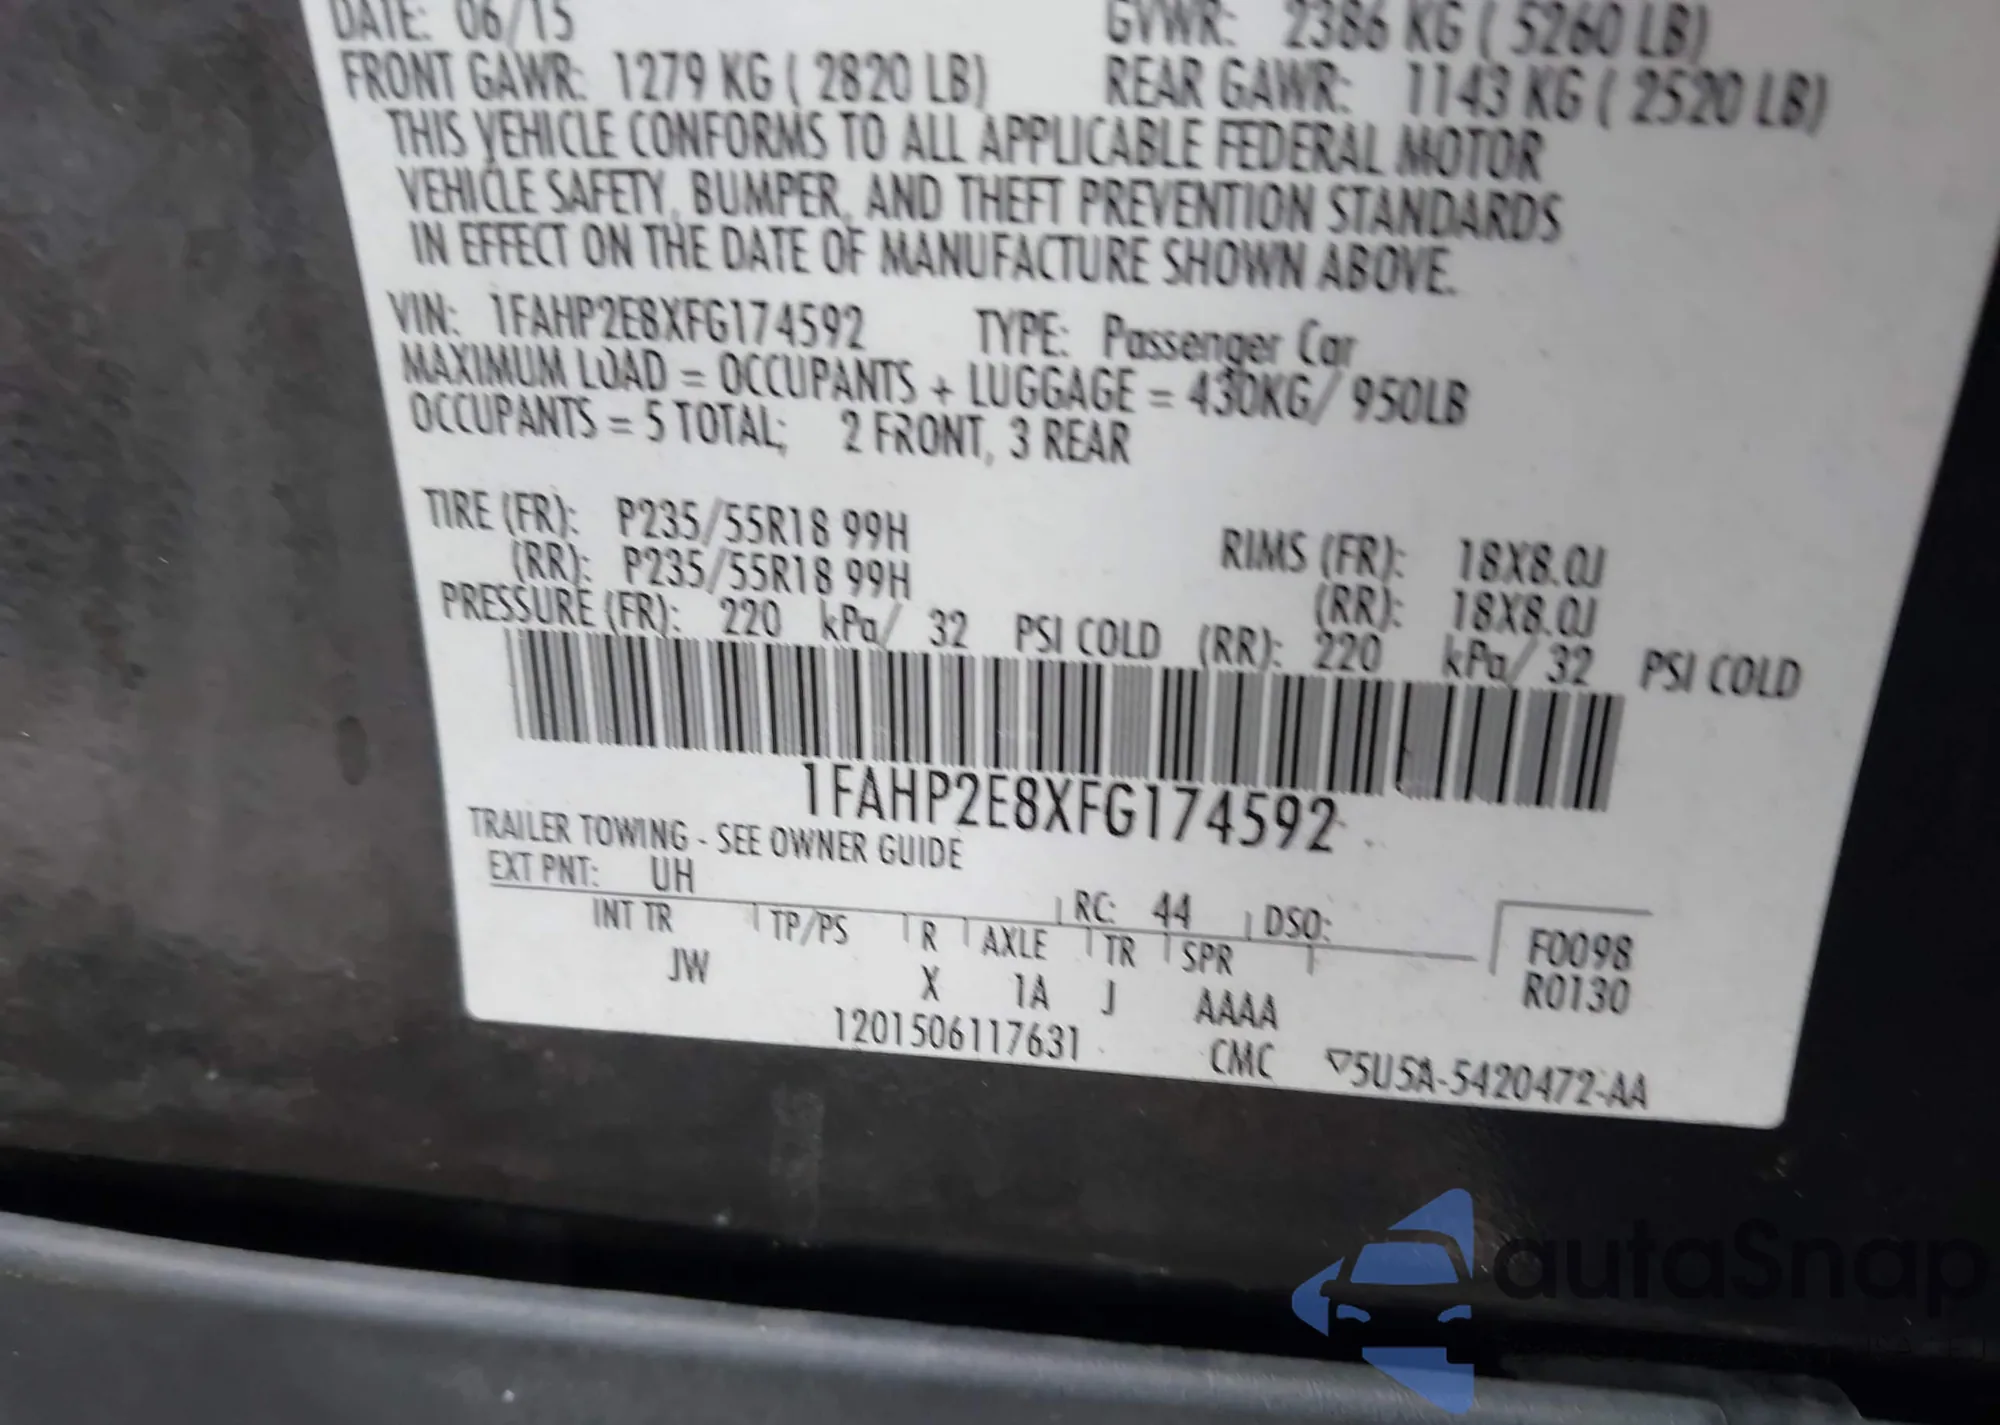 DATE: 06/15 GVWR: 2386 KG ( 5260 LB)
FRONT GAWR: 1279 KG ( 2820 LB) REAR GAWR: 1143 KG ( 2520 LB)
THIS VEHICLE CONFORMS TO ALL APPLICABLE FEDERAL MOTOR
VEHICLE SAFETY, BUMPER, AND THEFT PREVENTION STANDARDS
IN EFFECT ON THE DATE OF MANUFACTURE SHOWN ABOVE.
VIN: 1FAHP2E8XFG174592 TYPE: Passenger Car
MAXIMUM LOAD = OCCUPANTS + LUGGAGE = 430KG/ 950LB
OCCUPANTS = 5 TOTAL; 2 FRONT, 3 REAR
TIRE (FR): P235/55R18 99H RIMS (FR): 18X8.0J
(RR): P235/55R18 99H (RR): 18X8.0J
PRESSURE (FR): 220 kPa/ 32 PSI COLD (RR): 220 kPa/ 32 PSI COLD
1FAHP2E8XFG174592
TRAILER TOWING - SEE OWNER GUIDE
EXT PNT: UH RC: 44 DSO:
INT TR TP/PS R AXLE TR SPR F0098
JW X 1A J AAAA R0130
1201506117631 CMC ▽5U5A-5420472-AA
autoSnap